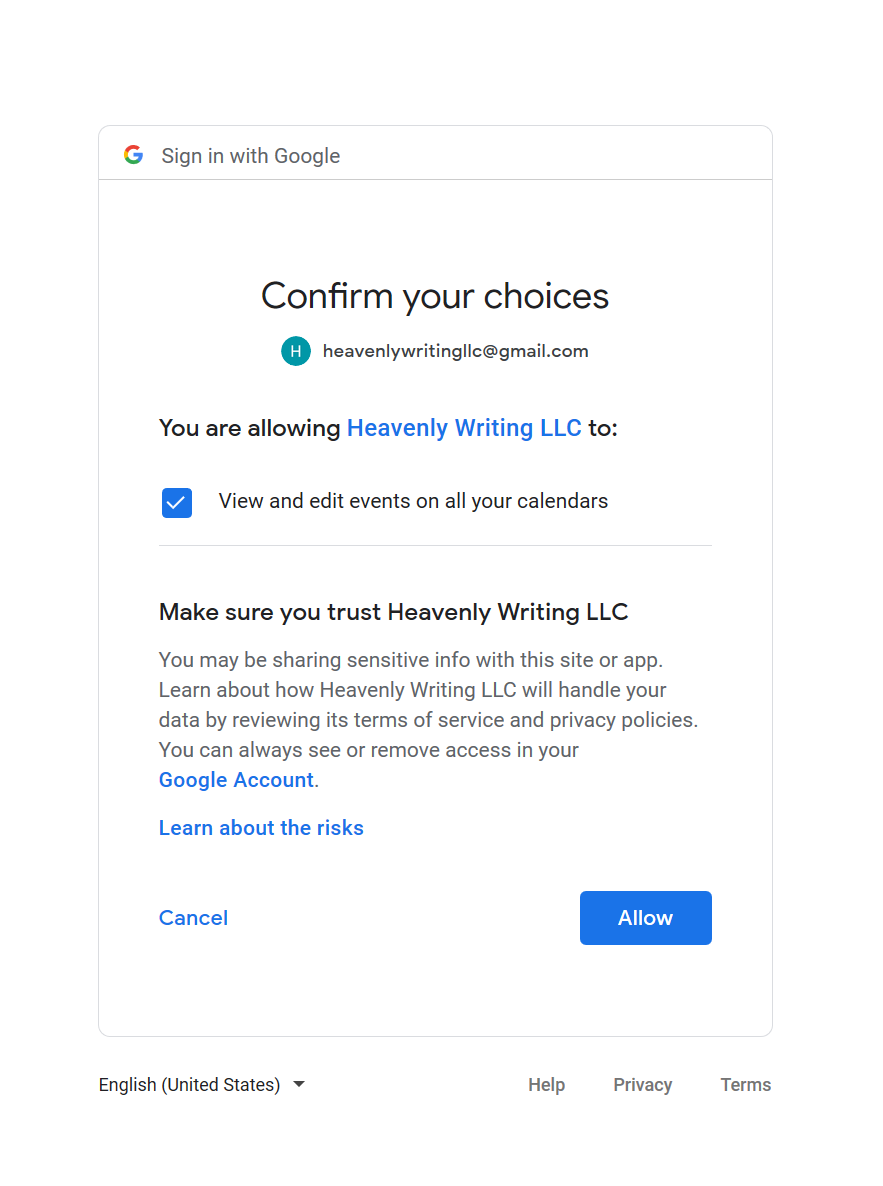 Sign in with Google
Confirm your choices
H heavenlywritingllc@gmail.com
You are allowing Heavenly Writing LLC to:
View and edit events on all your calendars
Make sure you trust Heavenly Writing LLC
You may be sharing sensitive info with this site or app.
Learn about how Heavenly Writing LLC will handle your
data by reviewing its terms of service and privacy policies.
You can always see or remove access in your
Google Account.
Learn about the risks
Cancel Allow
English (United States) Help Privacy Terms